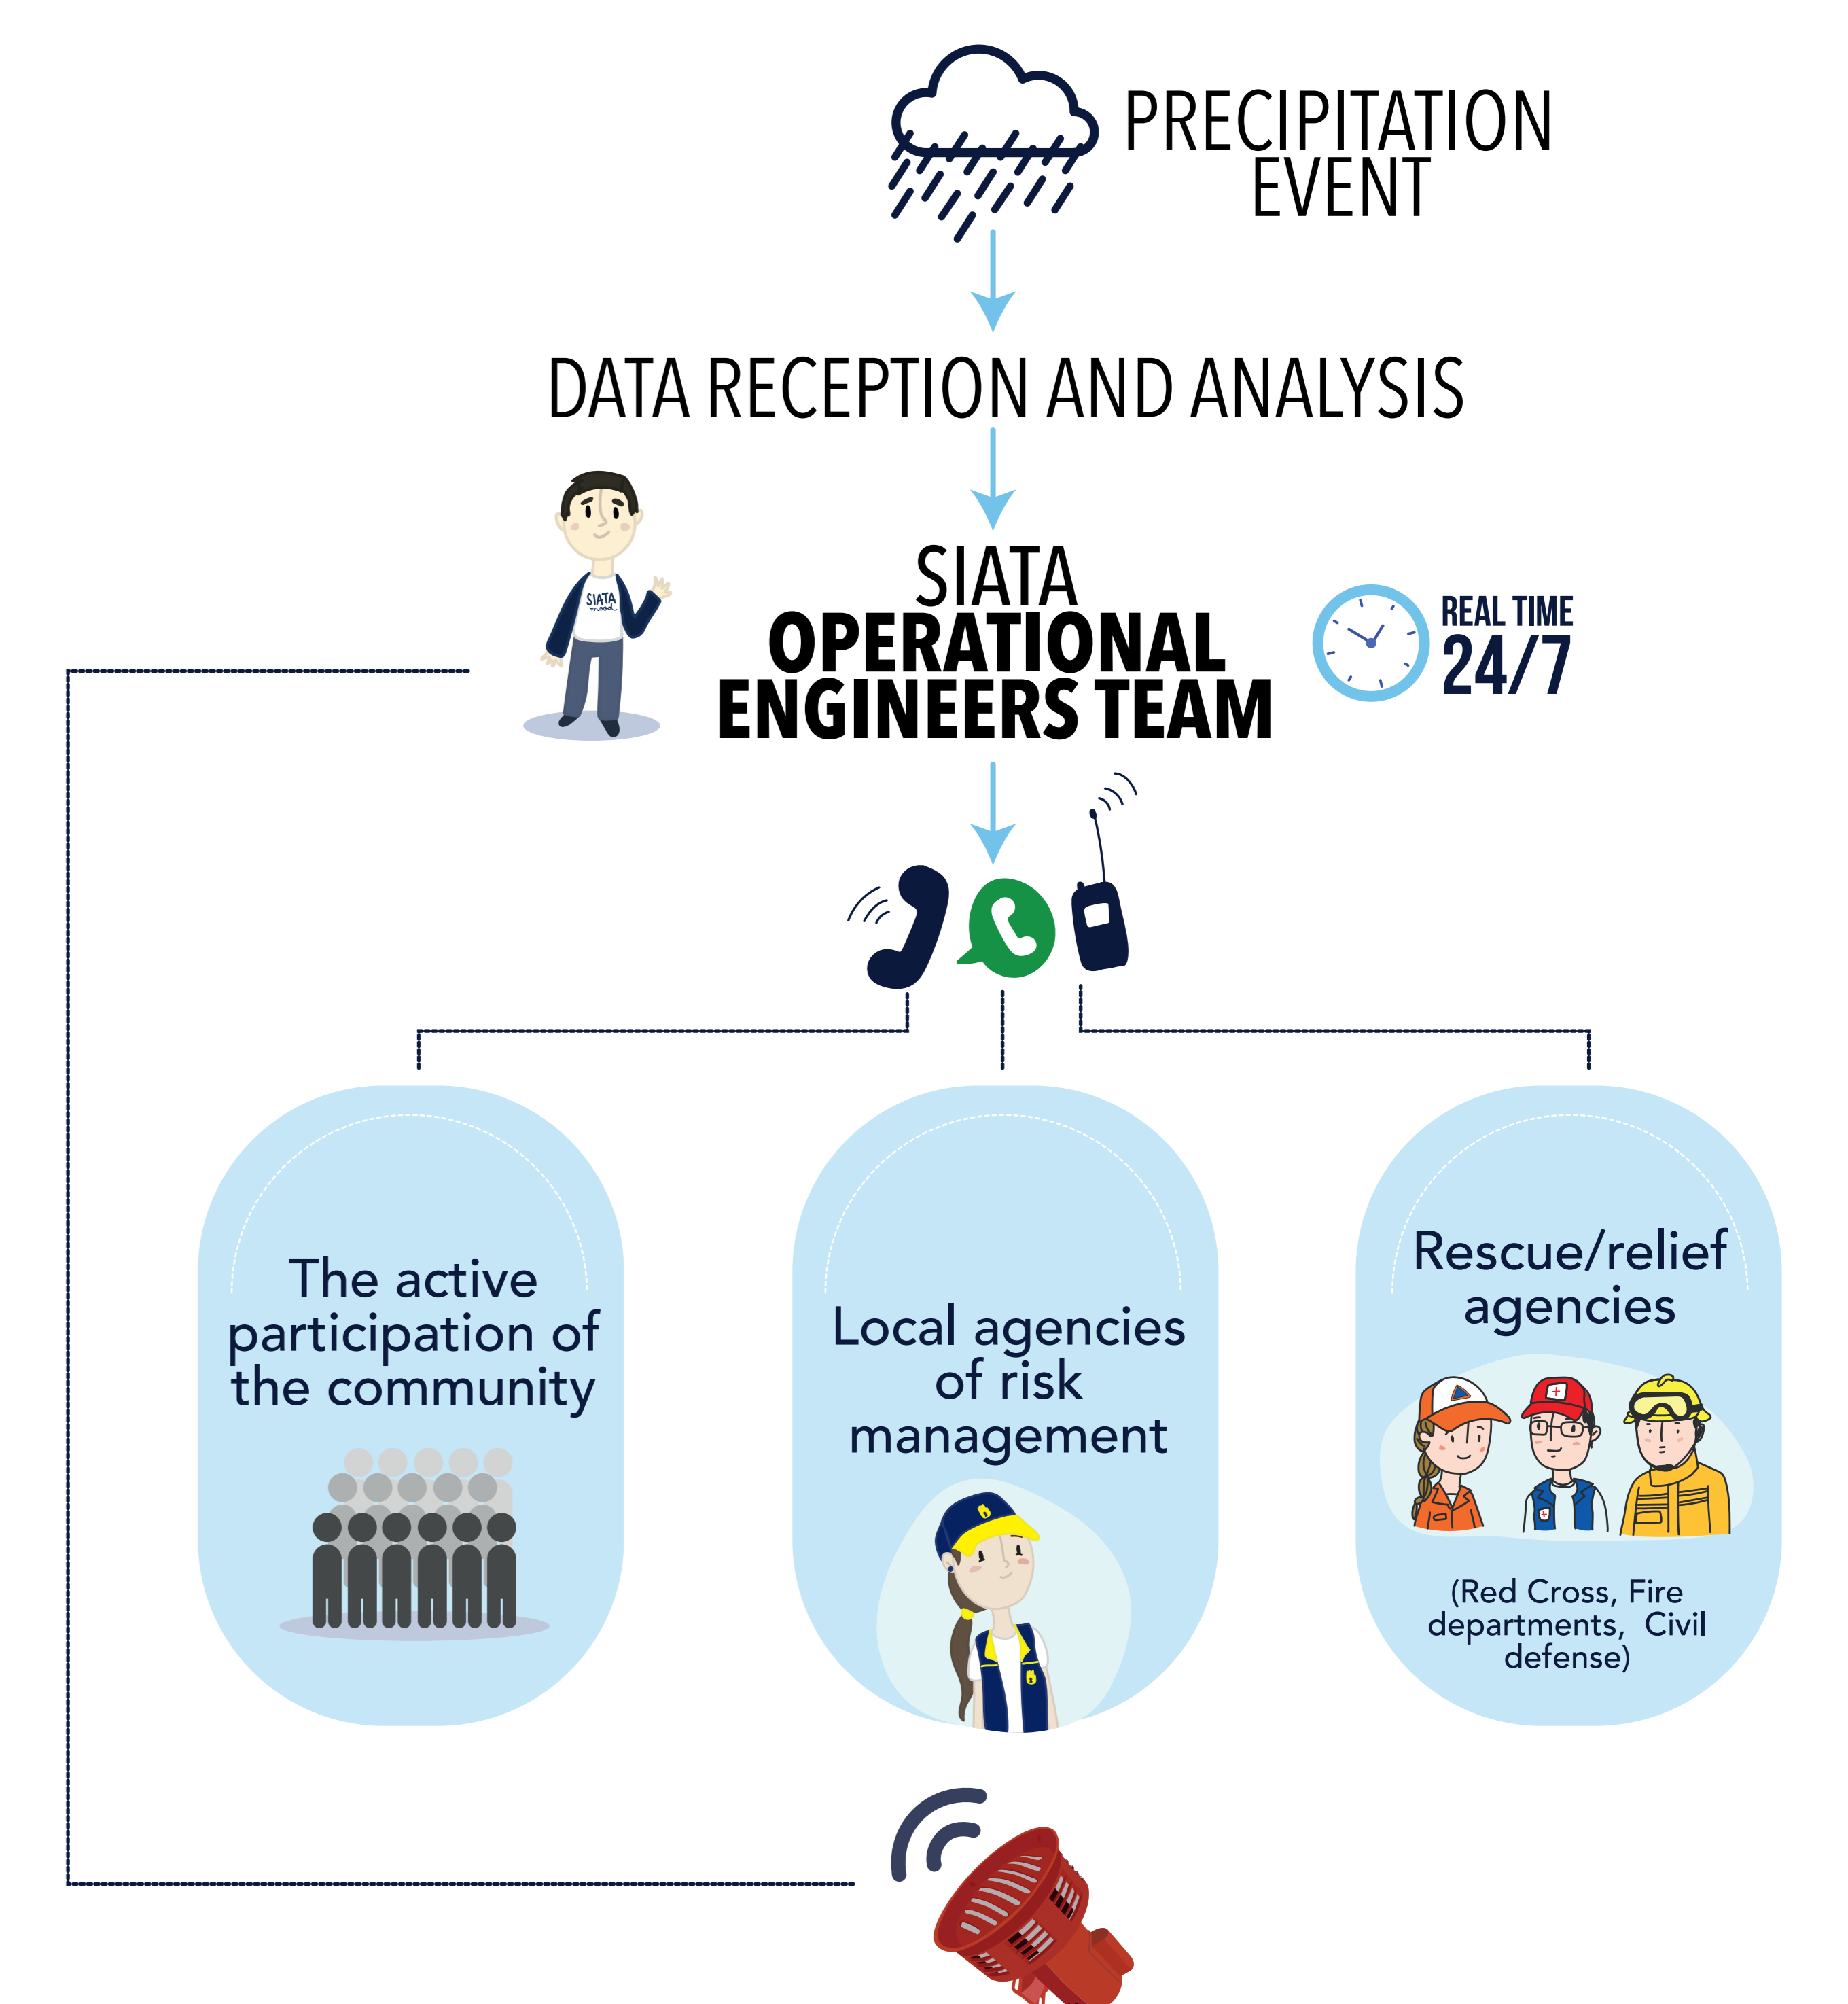 PRECIPITATION
EVENT
DATA RECEPTION AND ANALYSIS
SIATA
mood
SIATA
OPERATIONAL
ENGINEERS TEAM
REAL TIME
24/7
The active
participation of
the community
Local agencies
of risk
management
Rescue/relief
agencies
(Red Cross, Fire
departments,  Civil
defense)